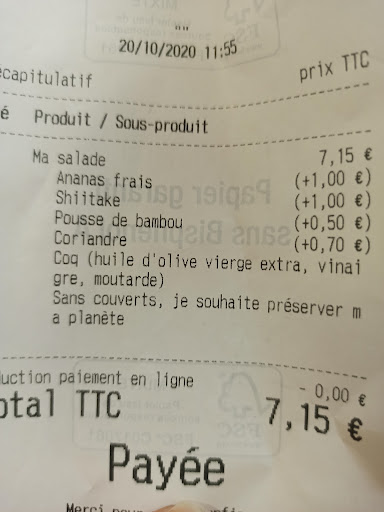 ""
20/10/2020 11:55
écapitulatif prix TTC
é Produit / Sous-produit
Ma salade 7,15 €
Ananas frais (+1,00 €)
Shiitake (+1,00 €)
Pousse de bambou (+0,50 €)
Coriandre (+0,70 €)
Coq (huile d'olive vierge extra, vinai
gre, moutarde)
Sans couverts, je souhaite préserver m
a planète
uction paiement en ligne - 0,00 €
otal TTC 7,15 €
Payée
Merci